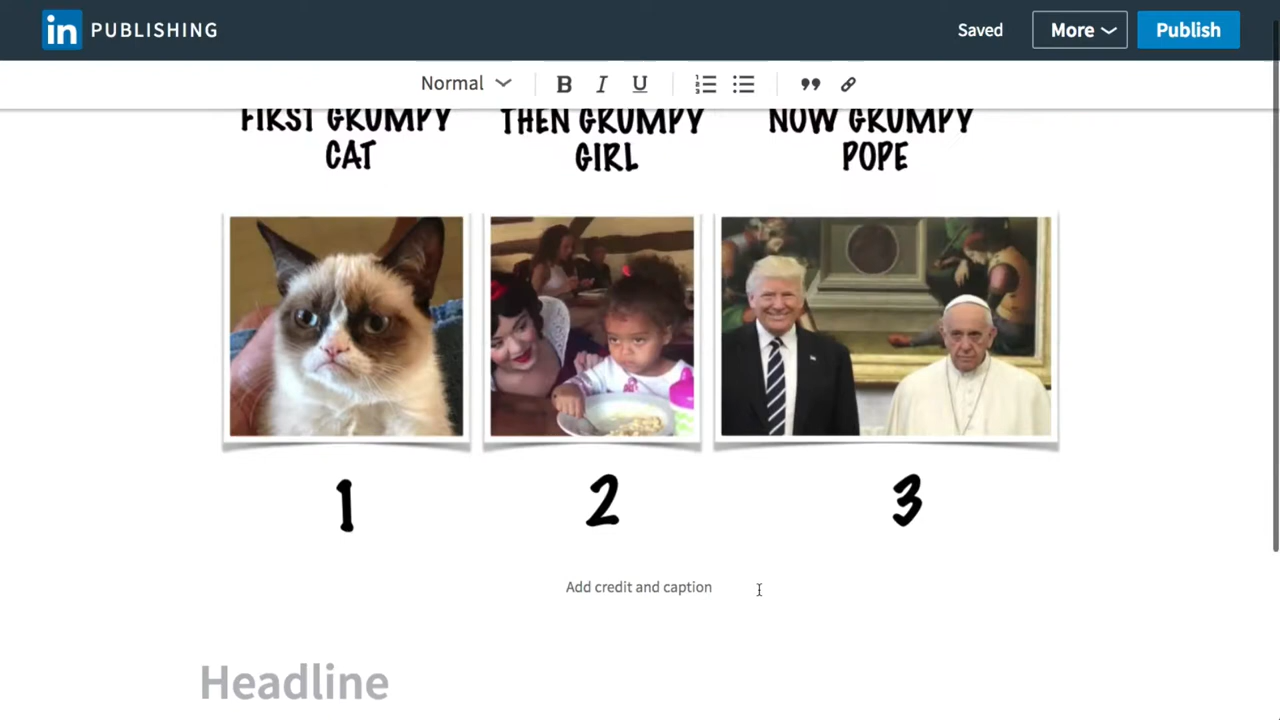 in PUBLISHING
Saved
More
Publish
Normal
B I U
FIRST GRUMPY
CAT
THEN GRUMPY
GIRL
NOW GRUMPY
POPE
1
2
3
Add credit and caption
Headline